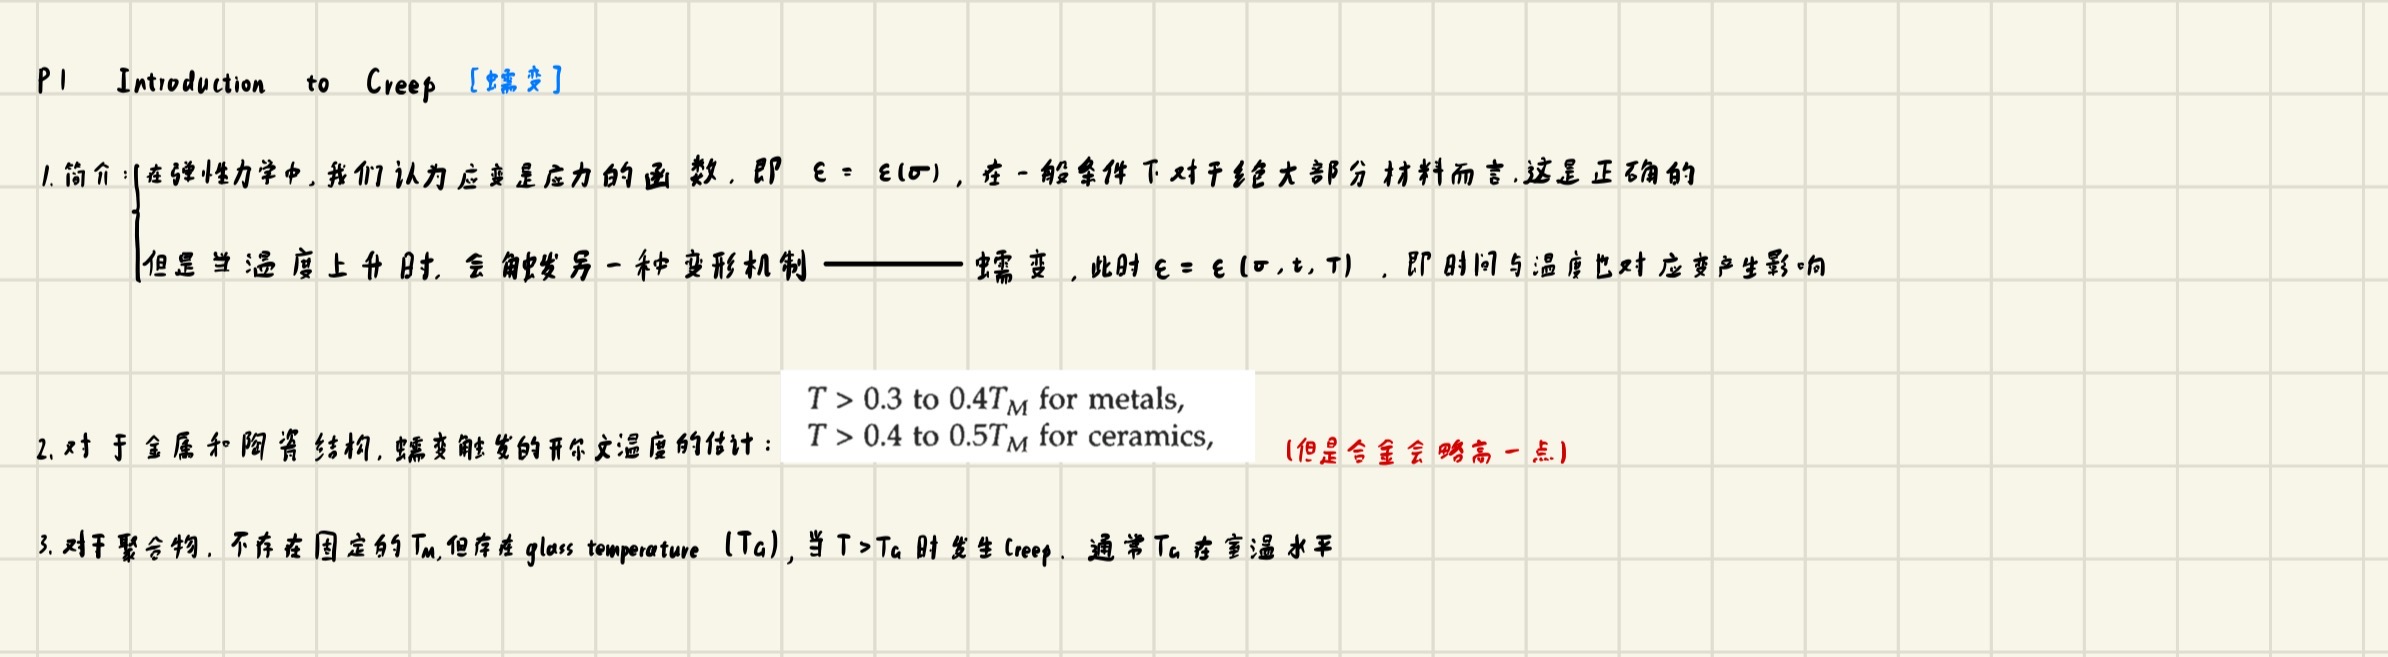 P1 Introduction to Creep [蠕变]
1. 简介: 在弹性力学中, 我们认为应变是应力的函数. 即 ε = ε(σ), 在一般条件下对于绝大部分材料而言. 这是正确的
但是当温度上升时. 会触发另一种变形机制 —— 蠕变, 此时 ε = ε (σ, t, T) . 即时间与温度也对应变产生影响
T > 0.3 to 0.4T_M for metals,
2. 对于金属和陶瓷结构, 蠕变触发的开尔文温度的估计: T > 0.4 to 0.5T_M for ceramics, (但是合金会略高一点)
3. 对于聚合物. 不存在固定的 T_M, 但存在 glass temperature (T_G), 当 T > T_G 时发生 Creep. 通常 T_G 在室温水平